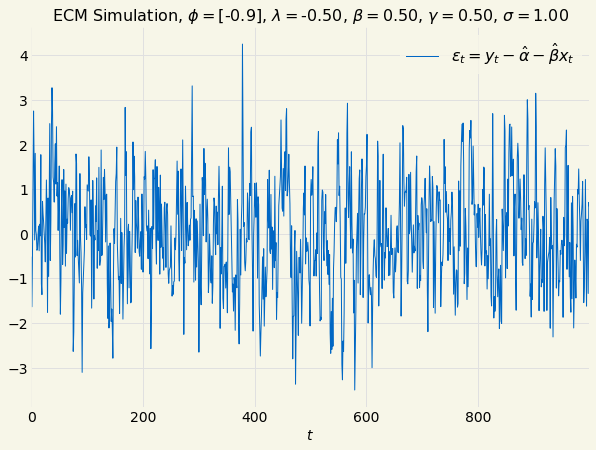 ECM Simulation, ϕ = [-0.9], λ = -0.50, β = 0.50, γ = 0.50, σ = 1.00
εₜ = yₜ − α̂ − β̂xₜ
4
3
2
1
0
−1
−2
−3
0 200 400 600 800
t